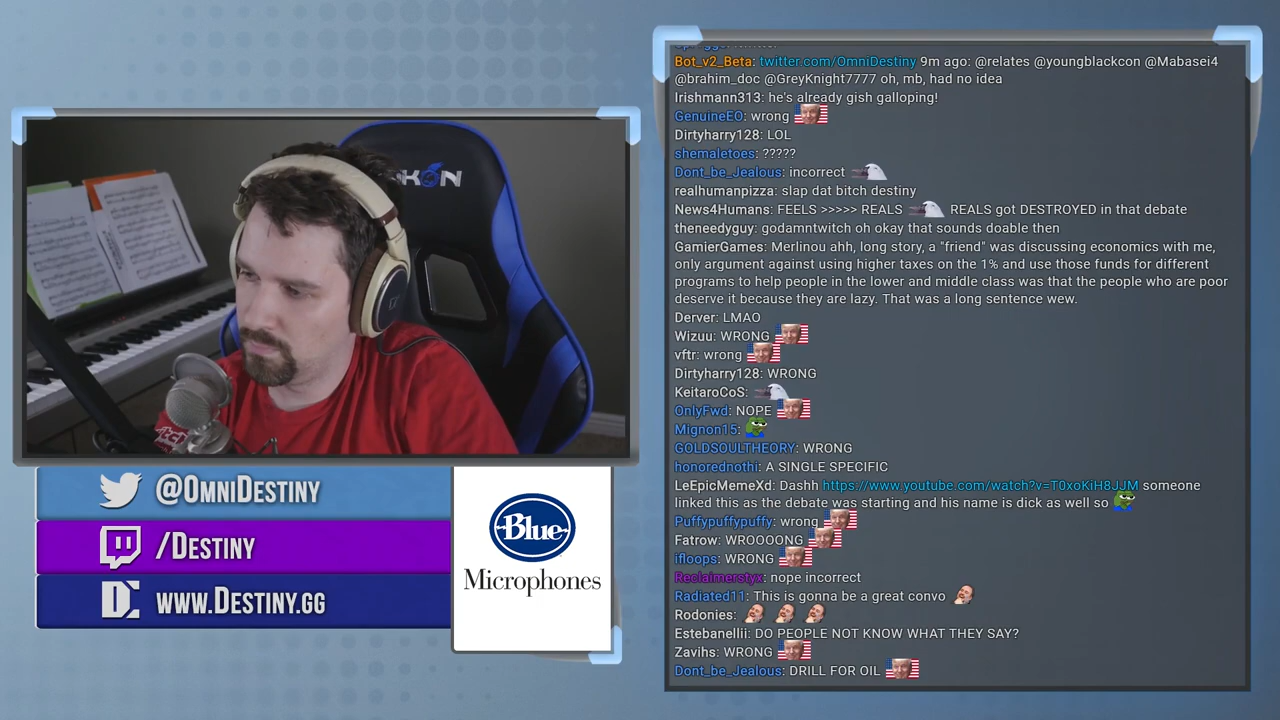 KON
tch
@OmniDestiny
/Destiny
www.Destiny.gg
Blue
Microphones
Bot_v2_Beta: twitter.com/OmniDestiny 9m ago: @relates @youngblackcon @Mabasei4
@brahim_doc @GreyKnight7777 oh, mb, had no idea
Irishmann313: he's already gish galloping!
GenuineEO: wrong
Dirtyharry128: LOL
shemaletoes: ?????
Dont_be_Jealous: incorrect
realhumanpizza: slap dat bitch destiny
News4Humans: FEELS >>>>> REALS REALS got DESTROYED in that debate
theneedyguy: godamntwitch oh okay that sounds doable then
GamierGames: Merlinou ahh, long story, a "friend" was discussing economics with me,
only argument against using higher taxes on the 1% and use those funds for different
programs to help people in the lower and middle class was that the people who are poor
deserve it because they are lazy. That was a long sentence wew.
Derver: LMAO
Wizuu: WRONG
vftr: wrong
Dirtyharry128: WRONG
KeitaroCoS:
OnlyFwd: NOPE
Mignon15:
GOLDSOULTHEORY: WRONG
honorednothi: A SINGLE SPECIFIC
LeEpicMemeXd: Dashh https://www.youtube.com/watch?v=T0xoKiH8JJM someone
linked this as the debate was starting and his name is dick as well so
Puffypuffypuffy: wrong
Fatrow: WROOOONG
ifloops: WRONG
Reclaimerstyx: nope incorrect
Radiated11: This is gonna be a great convo
Rodonies:
Estebanellii: DO PEOPLE NOT KNOW WHAT THEY SAY?
Zavihs: WRONG
Dont_be_Jealous: DRILL FOR OIL